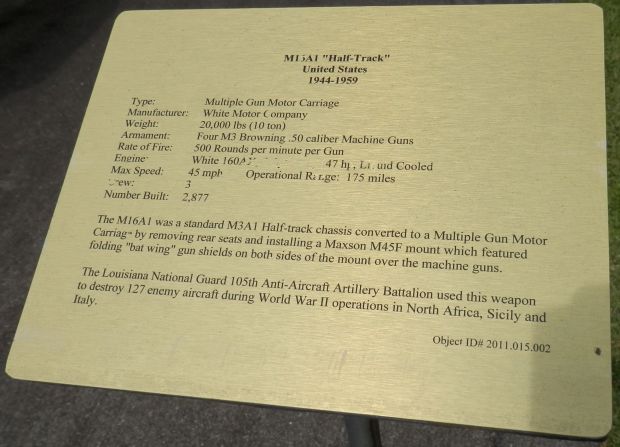 "Half-Track"
United States
1944-1959
Type: Multiple Gun Motor Carriage
Manufacturer: White Motor Company
Weight: 20,000 lbs (10 ton)
Armament: Four M3 Browning .50 caliber Machine Guns
Rate of Fire: 500 Rounds per minute per Gun
Engine White 47 Cooled
Max Speed: 45 mph Operational Range: 175 miles
Crew: 3
Number Built: 2,877
The M16A1 was a standard M3A1 Half-track chassis converted to a Multiple Gun Motor
Carriage by removing rear seats and installing a Maxson M45F mount which featured
folding "bat wing" gun shields on both sides of the mount over the machine guns.
The Louisiana National Guard 105th Anti-Aircraft Artillery Battalion used this weapon
to destroy 127 enemy aircraft during World War II operations in North Africa, Sicily and
Italy.
Object ID# 2011.015.002